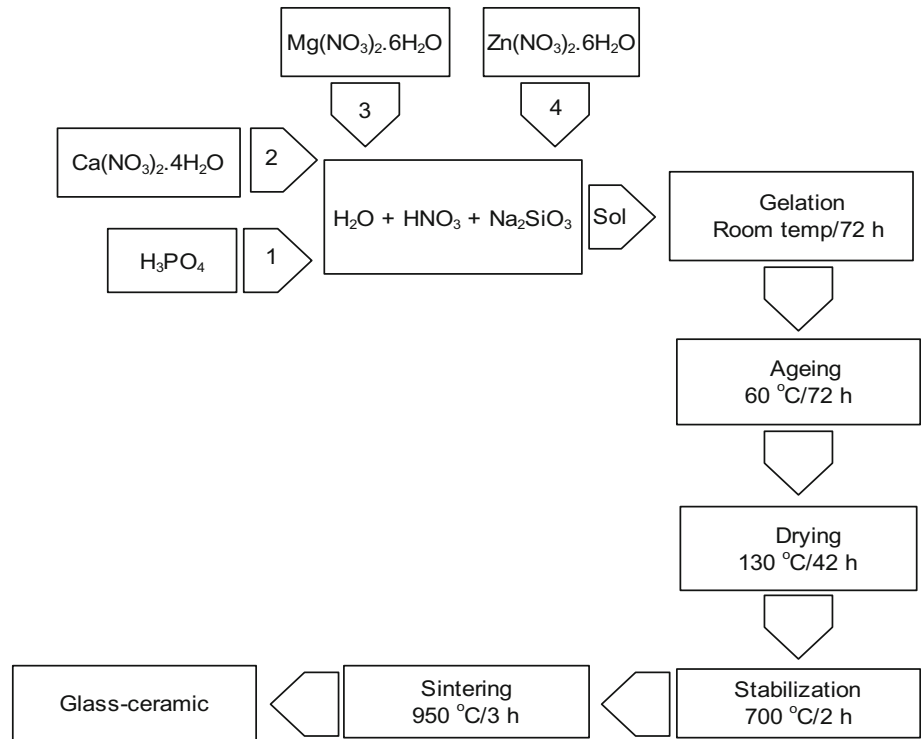 Mg(NO₃)₂.6H₂O
Zn(NO₃)₂.6H₂O
3
4
Ca(NO₃)₂.4H₂O
2
H₂O + HNO₃ + Na₂SiO₃
Sol
Gelation
Room temp/72 h
H₃PO₄
1
Ageing
60 °C/72 h
Drying
130 °C/42 h
Stabilization
700 °C/2 h
Sintering
950 °C/3 h
Glass-ceramic